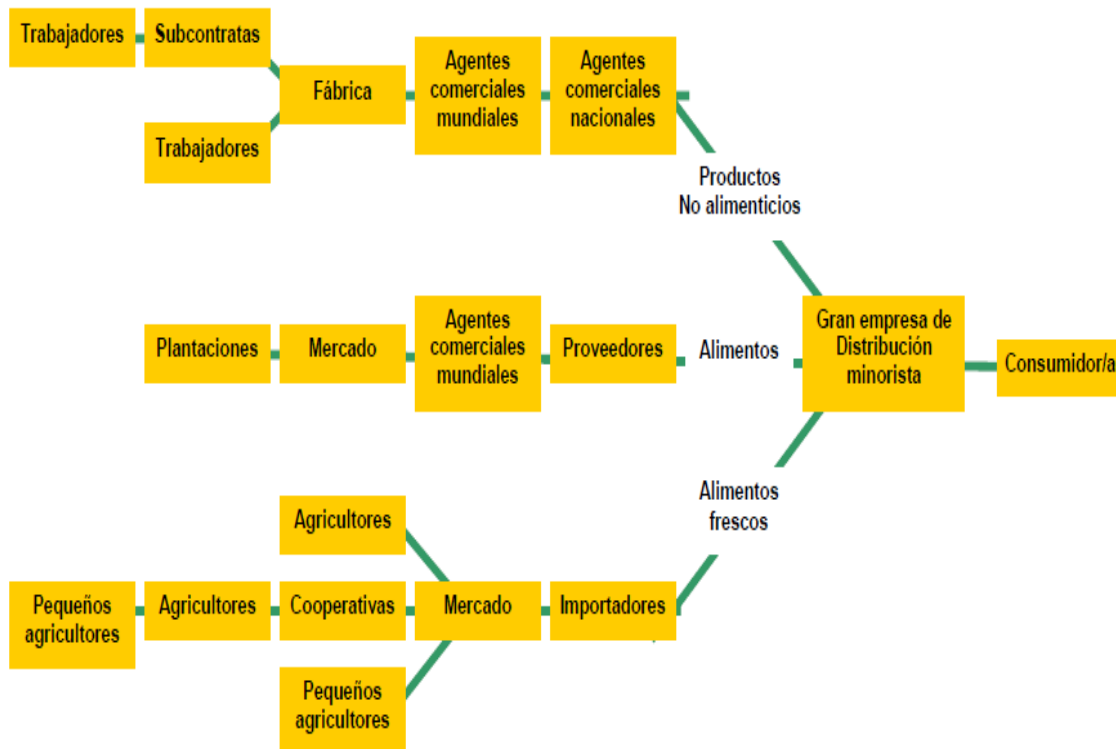 Trabajadores
Subcontratas
Fábrica
Trabajadores
Agentes
comerciales
mundiales
Agentes
comerciales
nacionales
Productos
No alimenticios
Plantaciones
Mercado
Agentes
comerciales
mundiales
Proveedores
Alimentos
Gran empresa de
Distribución
minorista
Consumidor/a
Alimentos
frescos
Agricultores
Pequeños
agricultores
Agricultores
Cooperativas
Mercado
Importadores
Pequeños
agricultores